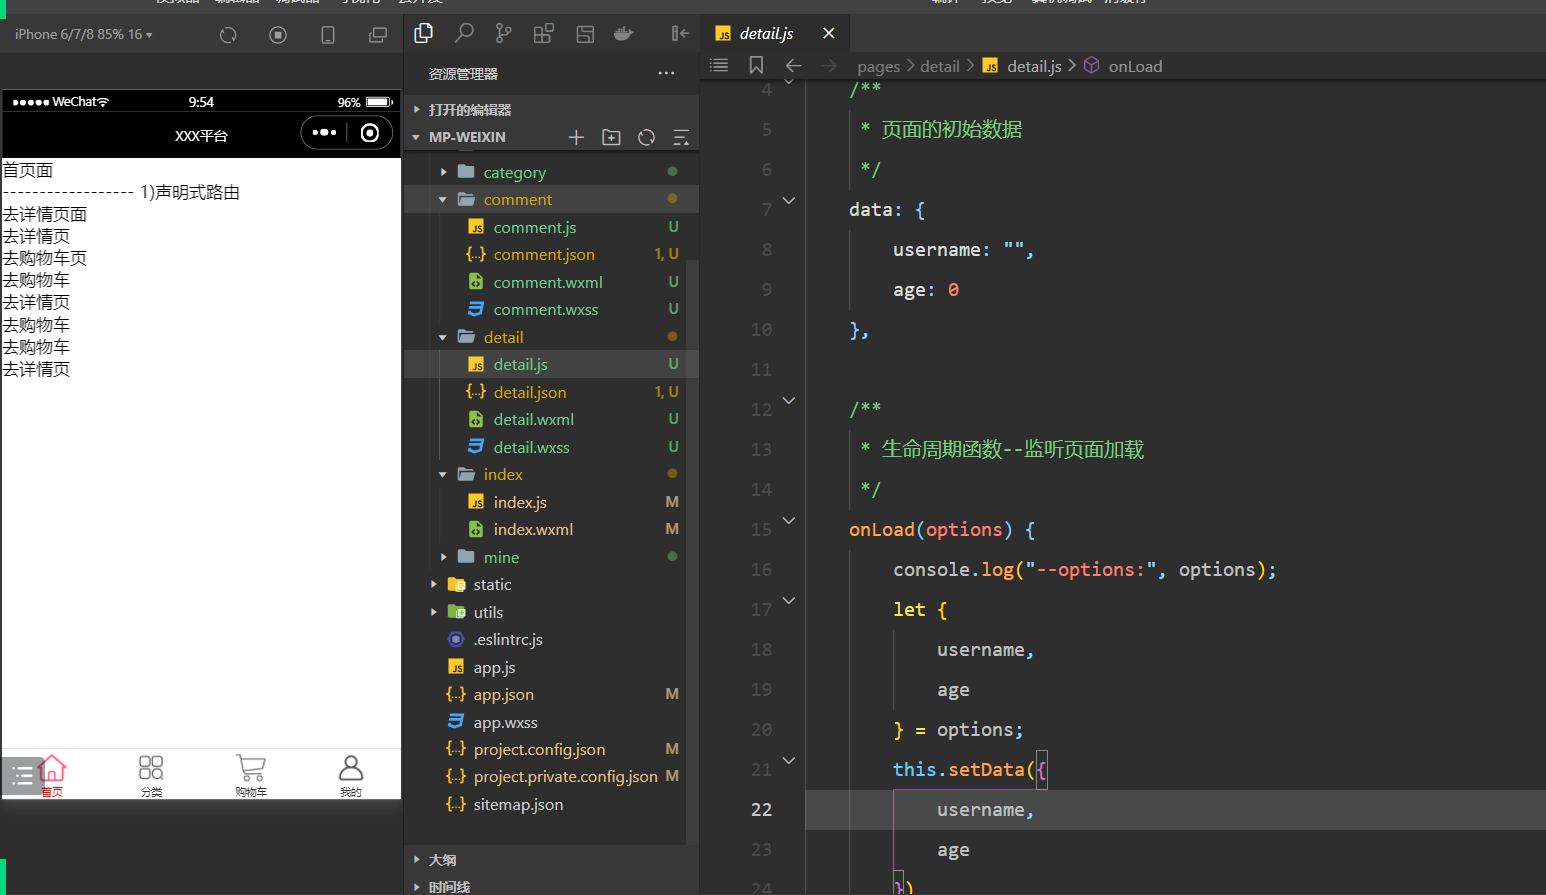 iPhone 6/7/8 85% 16
WeChat
9:54
96%
XXX平台
首页面
------------------ 1)声明式路由
去详情页面
去详情页
去购物车页
去购物车
去详情页
去购物车
去购物车
去详情页
首页
分类
购物车
我的
资源管理器
打开的编辑器
MP-WEIXIN
category
comment
comment.js U
comment.json 1, U
comment.wxml U
comment.wxss U
detail
detail.js U
detail.json 1, U
detail.wxml U
detail.wxss U
index
index.js M
index.wxml M
mine
static
utils
.eslintrc.js
app.js
app.json M
app.wxss
project.config.json M
project.private.config.json M
sitemap.json
大纲
时间线
detail.js
pages > detail > detail.js > onLoad
4 /**
5 * 页面的初始数据
6 */
7 data: {
8 username: "",
9 age: 0
10 },
11
12 /**
13 * 生命周期函数--监听页面加载
14 */
15 onLoad(options) {
16 console.log("--options:", options);
17 let {
18 username,
19 age
20 } = options;
21 this.setData({
22 username,
23 age
24 })